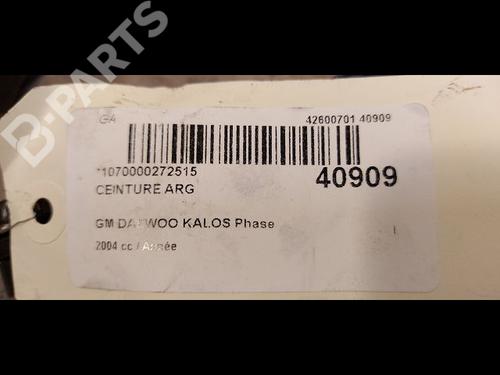 B-PARTS
G4
42600701 40909
*1070000272515
CEINTURE ARG
40909
GM DAEWOO KALOS Phase
2004 cc / Année